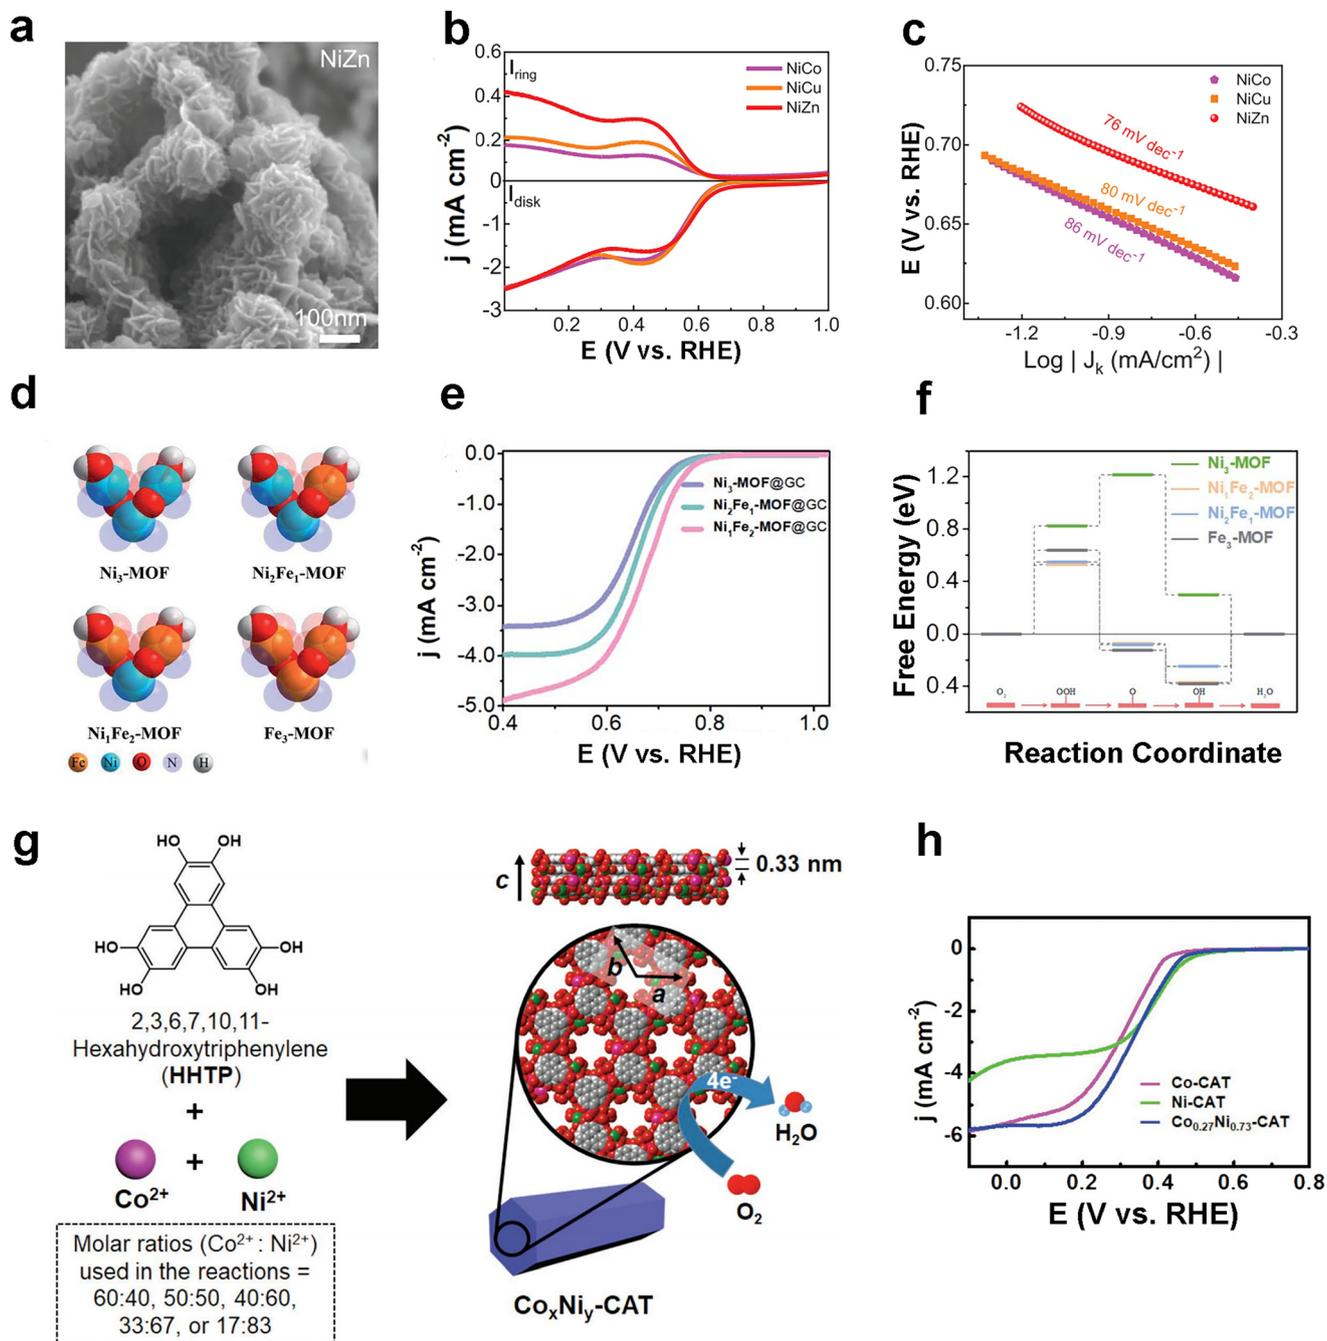 a
NiZn
100nm
b
0.6
0.4
0.2
0
0
-1
-2
-3
I ring
I disk
NiCo
NiCu
NiZn
j (mA cm-2)
0.2 0.4 0.6 0.8 1.0
E (V vs. RHE)
c
0.75
0.70
0.65
0.60
E (V vs. RHE)
NiCo
NiCu
NiZn
76 mV dec-1
80 mV dec-1
86 mV dec-1
-1.2 -0.9 -0.6 -0.3
Log | Jk (mA/cm2) |
d
Ni3-MOF
Ni2Fe1-MOF
Ni1Fe2-MOF
Fe3-MOF
Fe Ni O N H
e
0.0
-1.0
-2.0
-3.0
-4.0
-5.0
j (mA cm-2)
Ni3-MOF@GC
Ni2Fe1-MOF@GC
Ni1Fe2-MOF@GC
0.4 0.6 0.8 1.0
E (V vs. RHE)
f
1.2
0.8
0.4
0.0
0.4
Free Energy (eV)
Ni3-MOF
Ni1Fe2-MOF
Ni2Fe1-MOF
Fe3-MOF
O2 OOH O OH H2O
Reaction Coordinate
g
HO OH
HO OH
HO OH
2,3,6,7,10,11-
Hexahydroxytriphenylene
(HHTP)
+
+
Co2+ Ni2+
Molar ratios (Co2+ : Ni2+)
used in the reactions =
60:40, 50:50, 40:60,
33:67, or 17:83
c
0.33 nm
b
a
4e-
H2O
O2
CoxNiy-CAT
h
0
-2
-4
-6
j (mA cm-2)
Co-CAT
Ni-CAT
Co0.27Ni0.73-CAT
0.0 0.2 0.4 0.6 0.8
E (V vs. RHE)